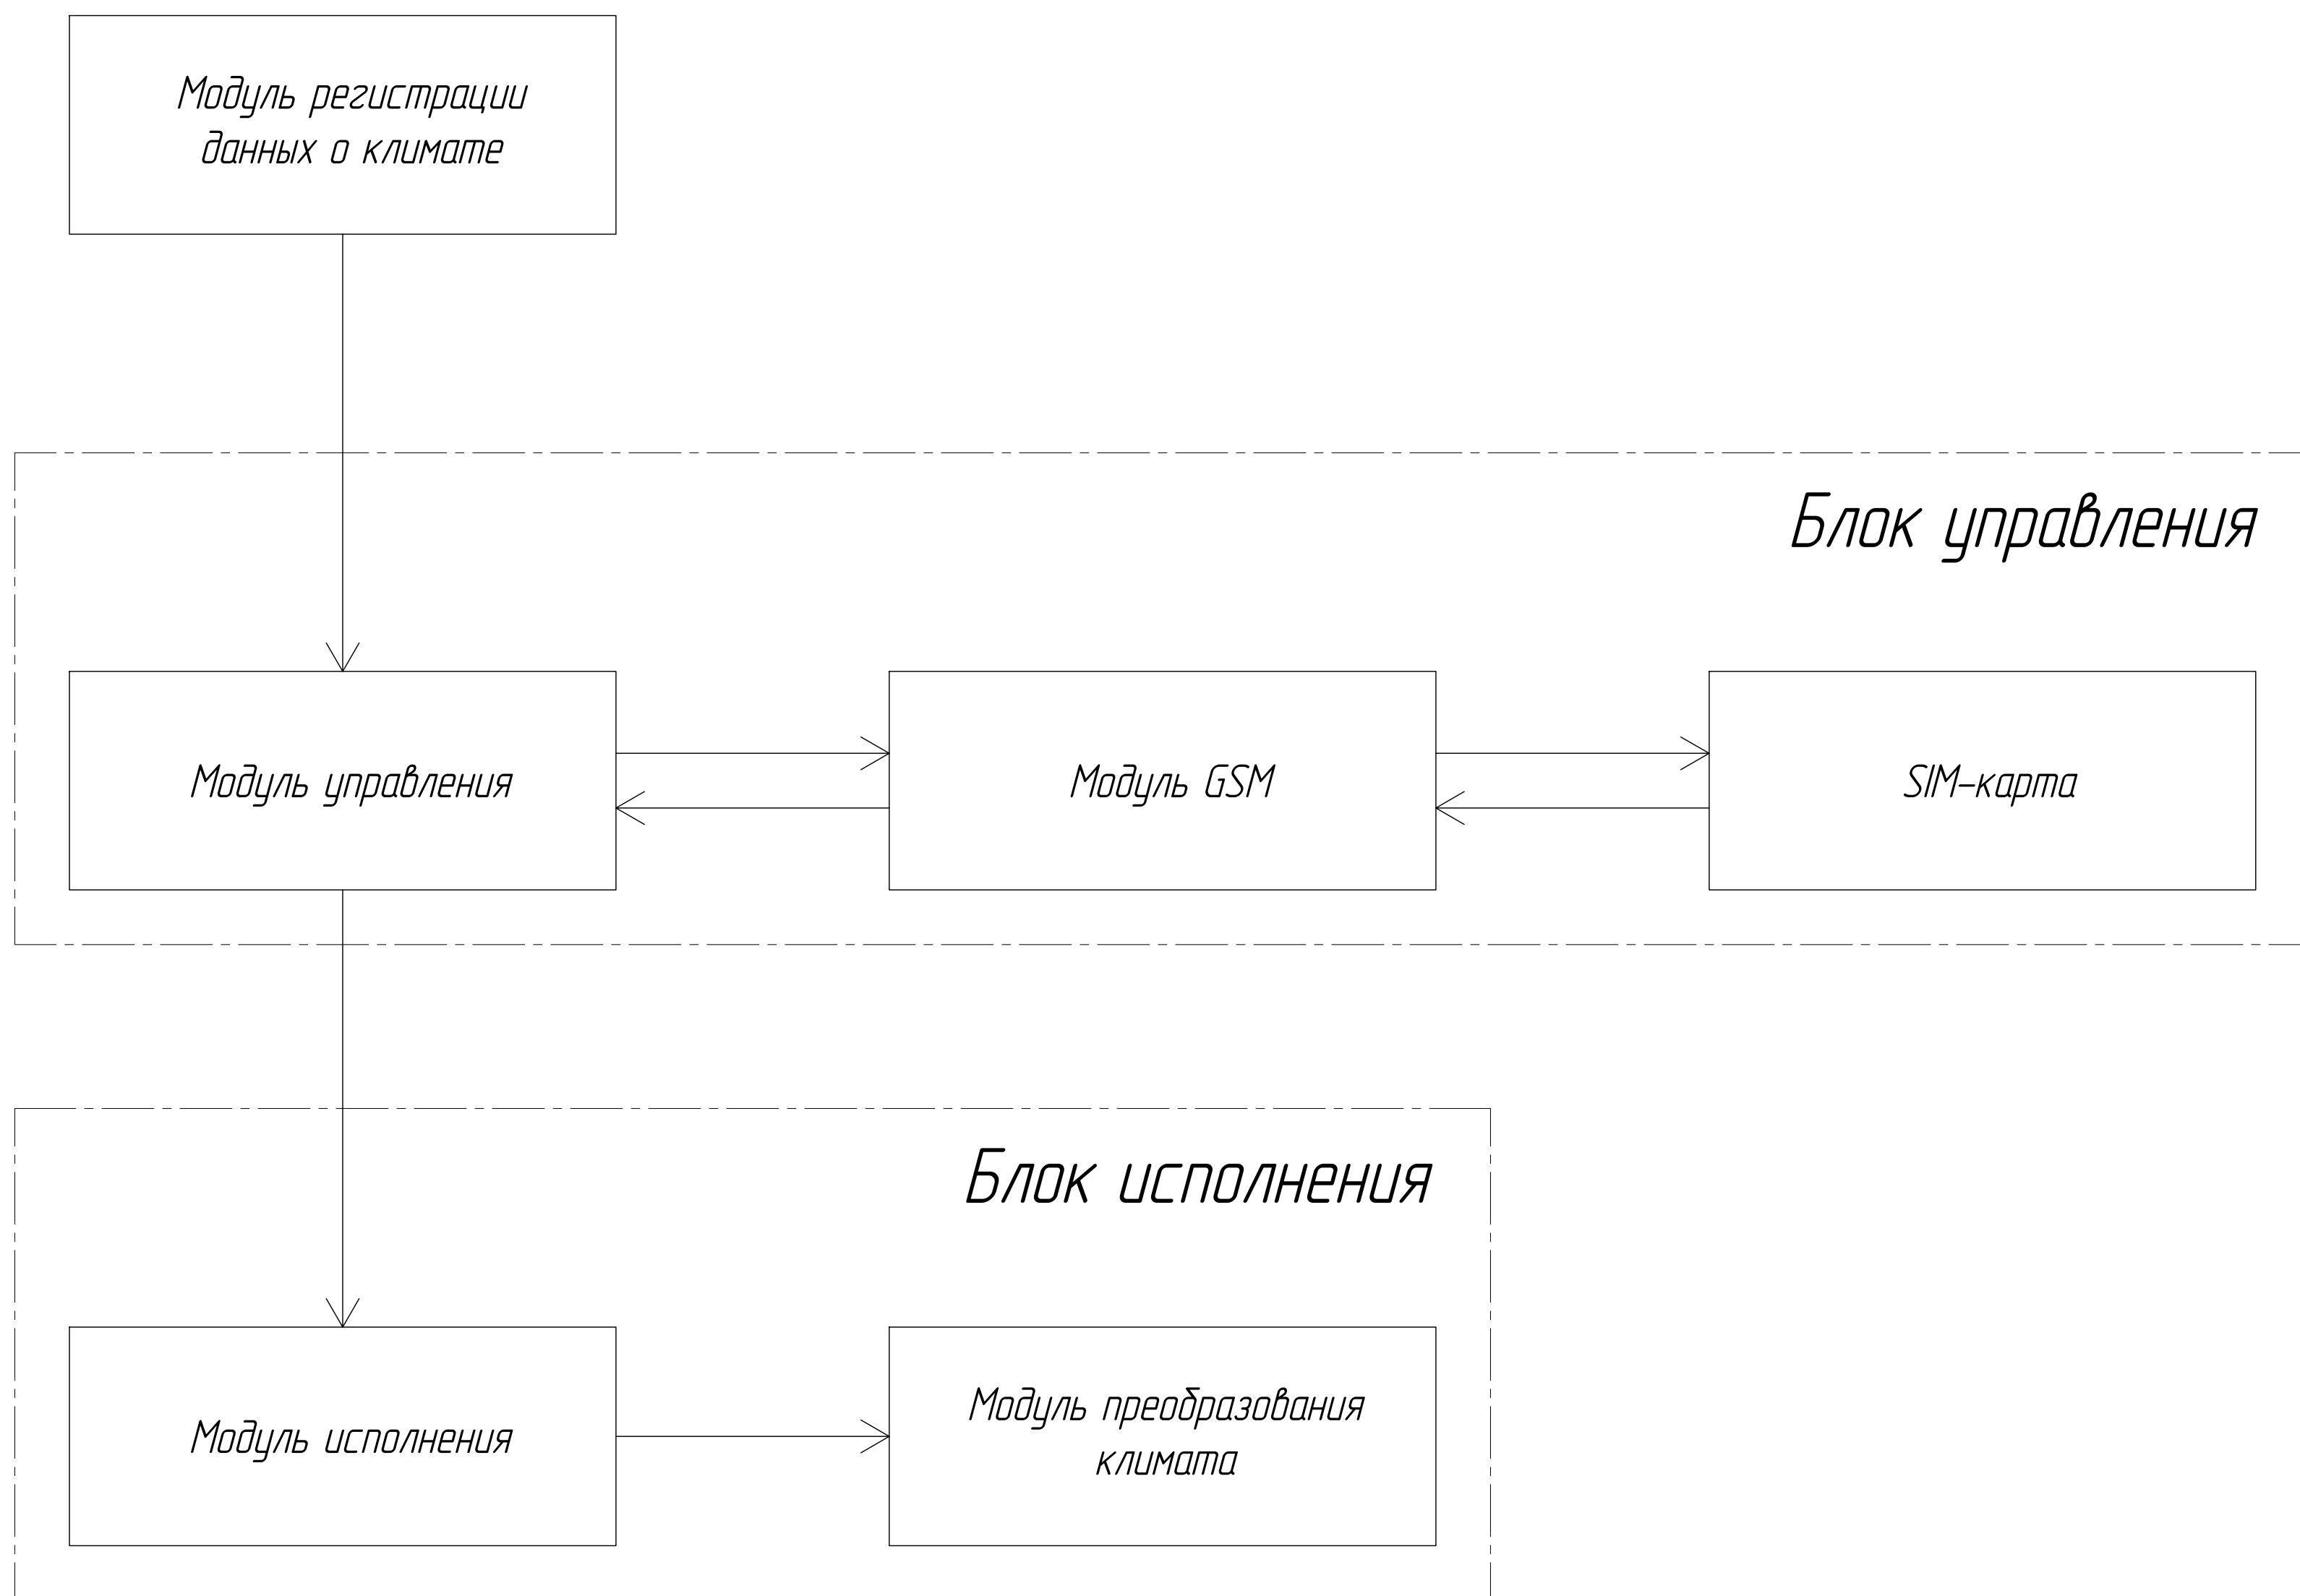 Модуль регистрации
данных о климате
Блок управления
Модуль управления
Модуль GSM
SIM-карта
Блок исполнения
Модуль исполнения
Модуль преобразования
климата